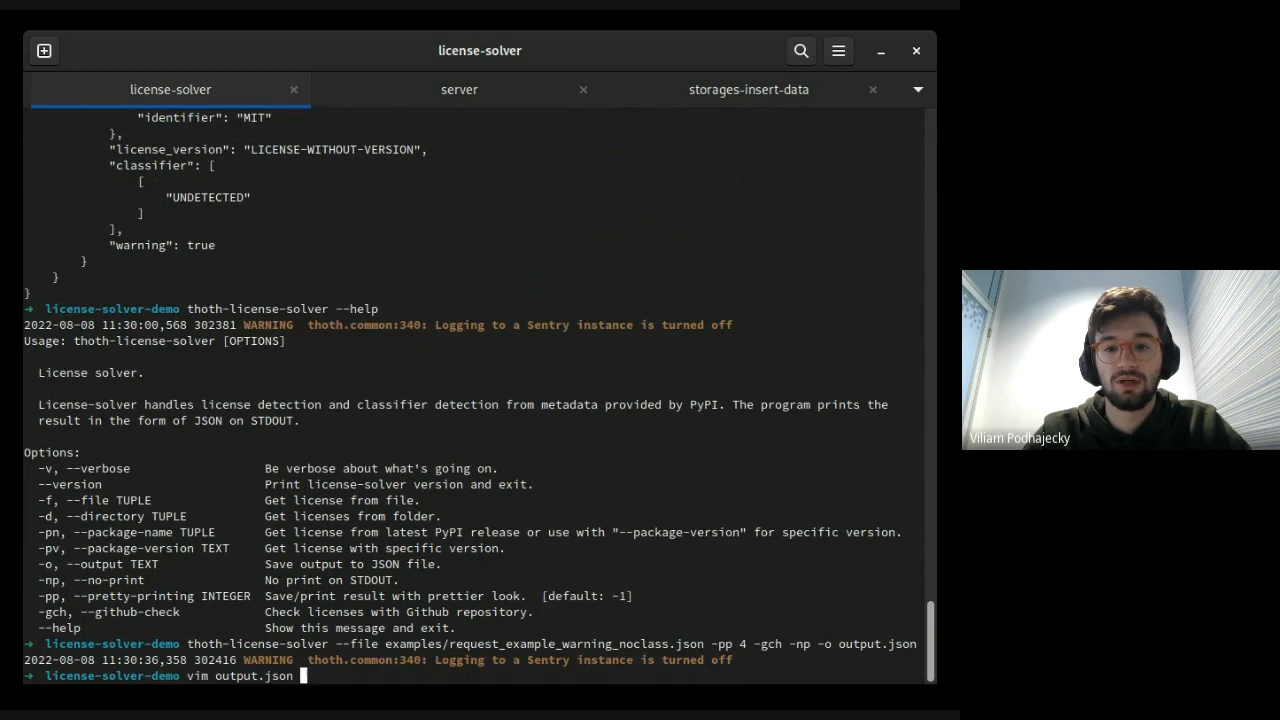 license-solver
license-solver
server
storages-insert-data
"identifier": "MIT"
},
"license_version": "LICENSE-WITHOUT-VERSION",
"classifier": [
[
"UNDETECTED"
]
],
"warning": true
}
}
}
→ license-solver-demo thoth-license-solver --help
2022-08-08 11:30:00,568 302381 WARNING thoth.common:340: Logging to a Sentry instance is turned off
Usage: thoth-license-solver [OPTIONS]
License solver.
License-solver handles license detection and classifier detection from metadata provided by PyPI. The program prints the
result in the form of JSON on STDOUT.
Options:
-v, --verbose Be verbose about what's going on.
--version Print license-solver version and exit.
-f, --file TUPLE Get license from file.
-d, --directory TUPLE Get licenses from folder.
-pn, --package-name TUPLE Get license from latest PyPI release or use with "--package-version" for specific version.
-pv, --package-version TEXT Get license with specific version.
-o, --output TEXT Save output to JSON file.
-np, --no-print No print on STDOUT.
-pp, --pretty-printing INTEGER Save/print result with prettier look. [default: -1]
-gch, --github-check Check licenses with Github repository.
--help Show this message and exit.
→ license-solver-demo thoth-license-solver --file examples/request_example_warning_noclass.json -pp 4 -gch -np -o output.json
2022-08-08 11:30:36,358 302416 WARNING thoth.common:340: Logging to a Sentry instance is turned off
→ license-solver-demo vim output.json
Viliam Podhajecky